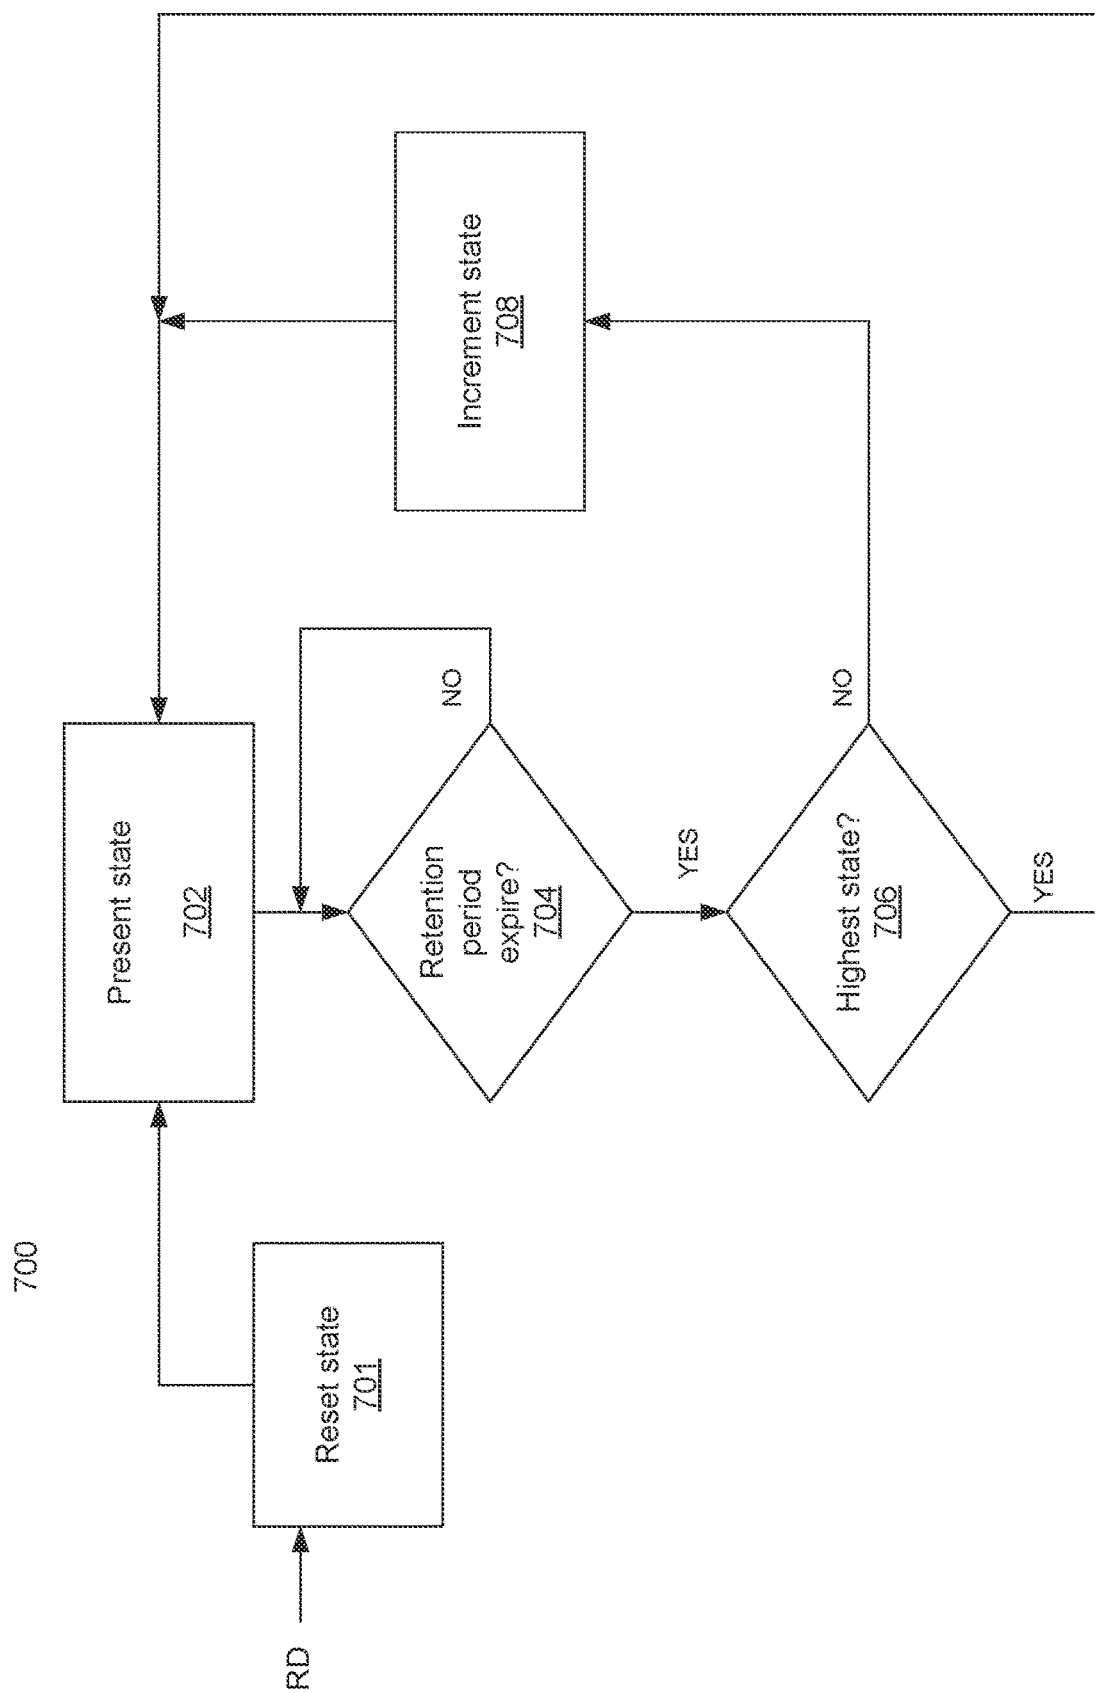 700
Present state
702
RD
Reset state
701
Retention
period
expire?
704
NO
YES
Highest state?
706
NO
YES
Increment state
708